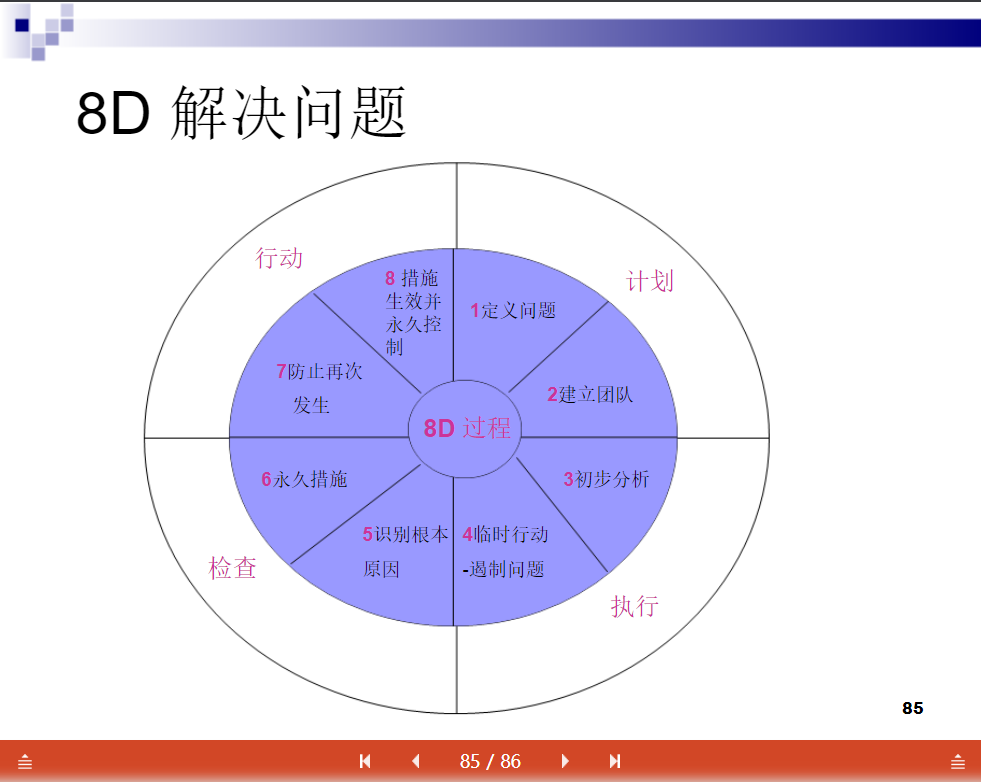 8D 解决问题
行动
计划
8 措施
生效并
永久控
制
1定义问题
7防止再次
发生
2建立团队
8D 过程
6永久措施
3初步分析
5识别根本
原因
4临时行动
-遏制问题
检查
执行
85
85 / 86